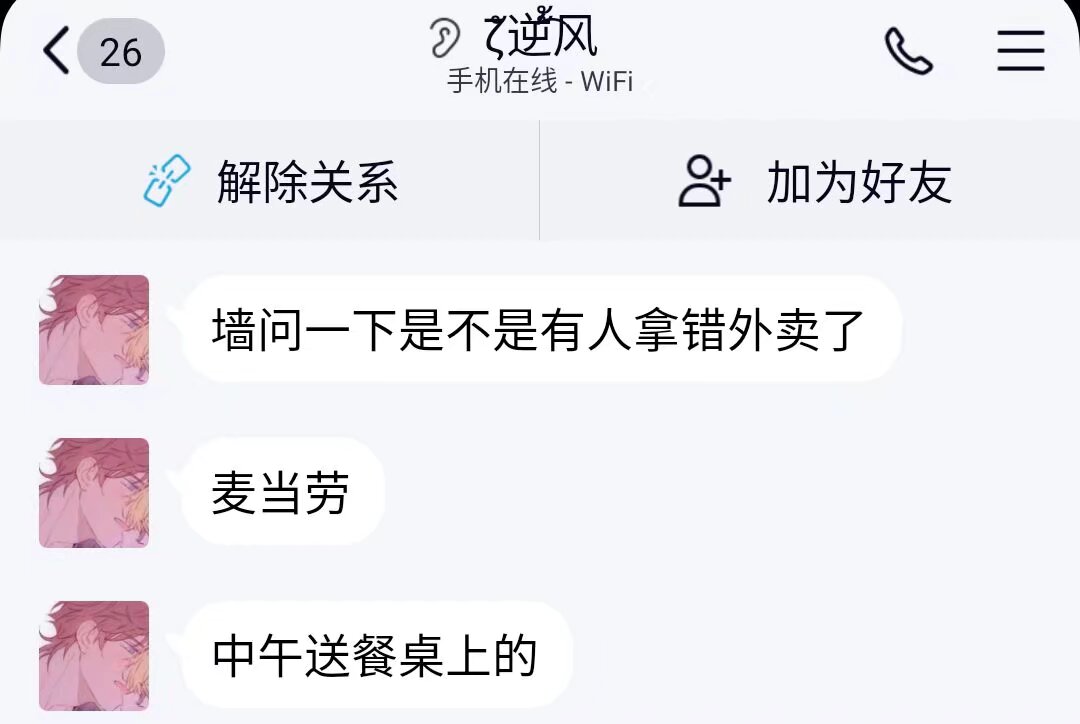 26
ζ逆风
手机在线 - WiFi
解除关系
加为好友
墙问一下是不是有人拿错外卖了
麦当劳
中午送餐桌上的